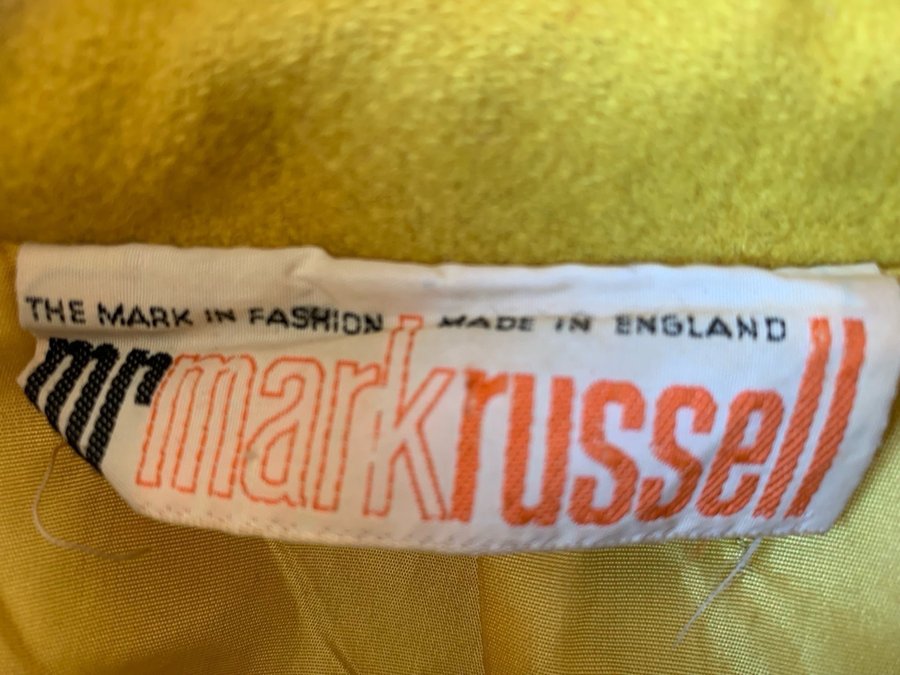 THE MARK IN FASHION MADE IN ENGLAND
mrmarkrussell